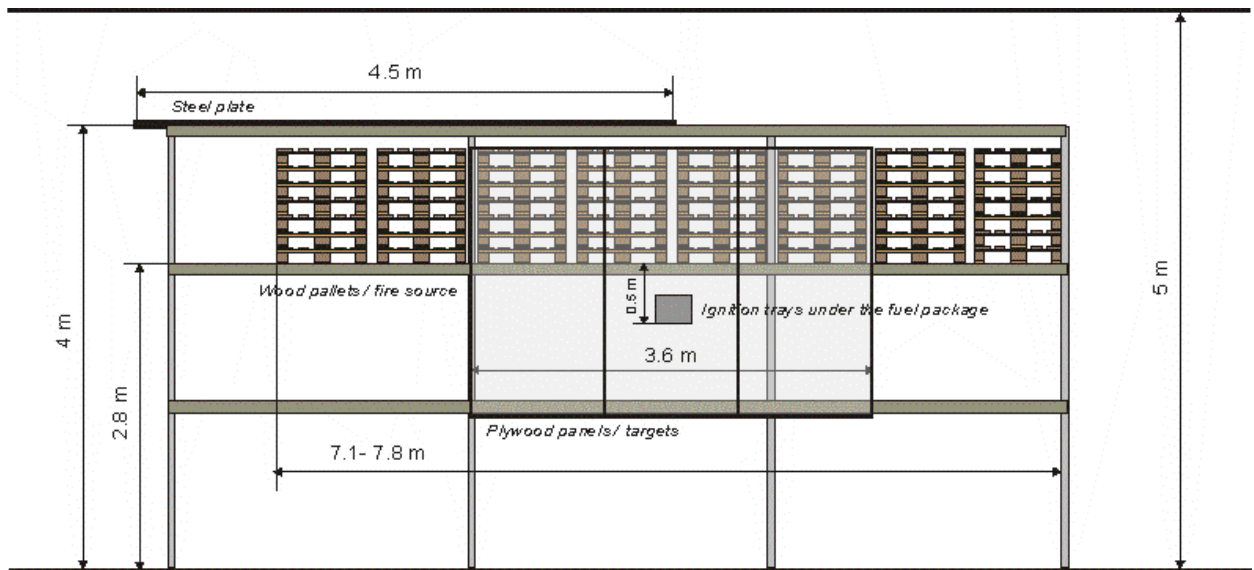 4.5 m
Steel plate
Wood pallets / fire source
0.5 m
Ignition trays under the fuel package
3.6 m
Plywood panels / targets
7.1- 7.8 m
4 m
2.8 m
5 m